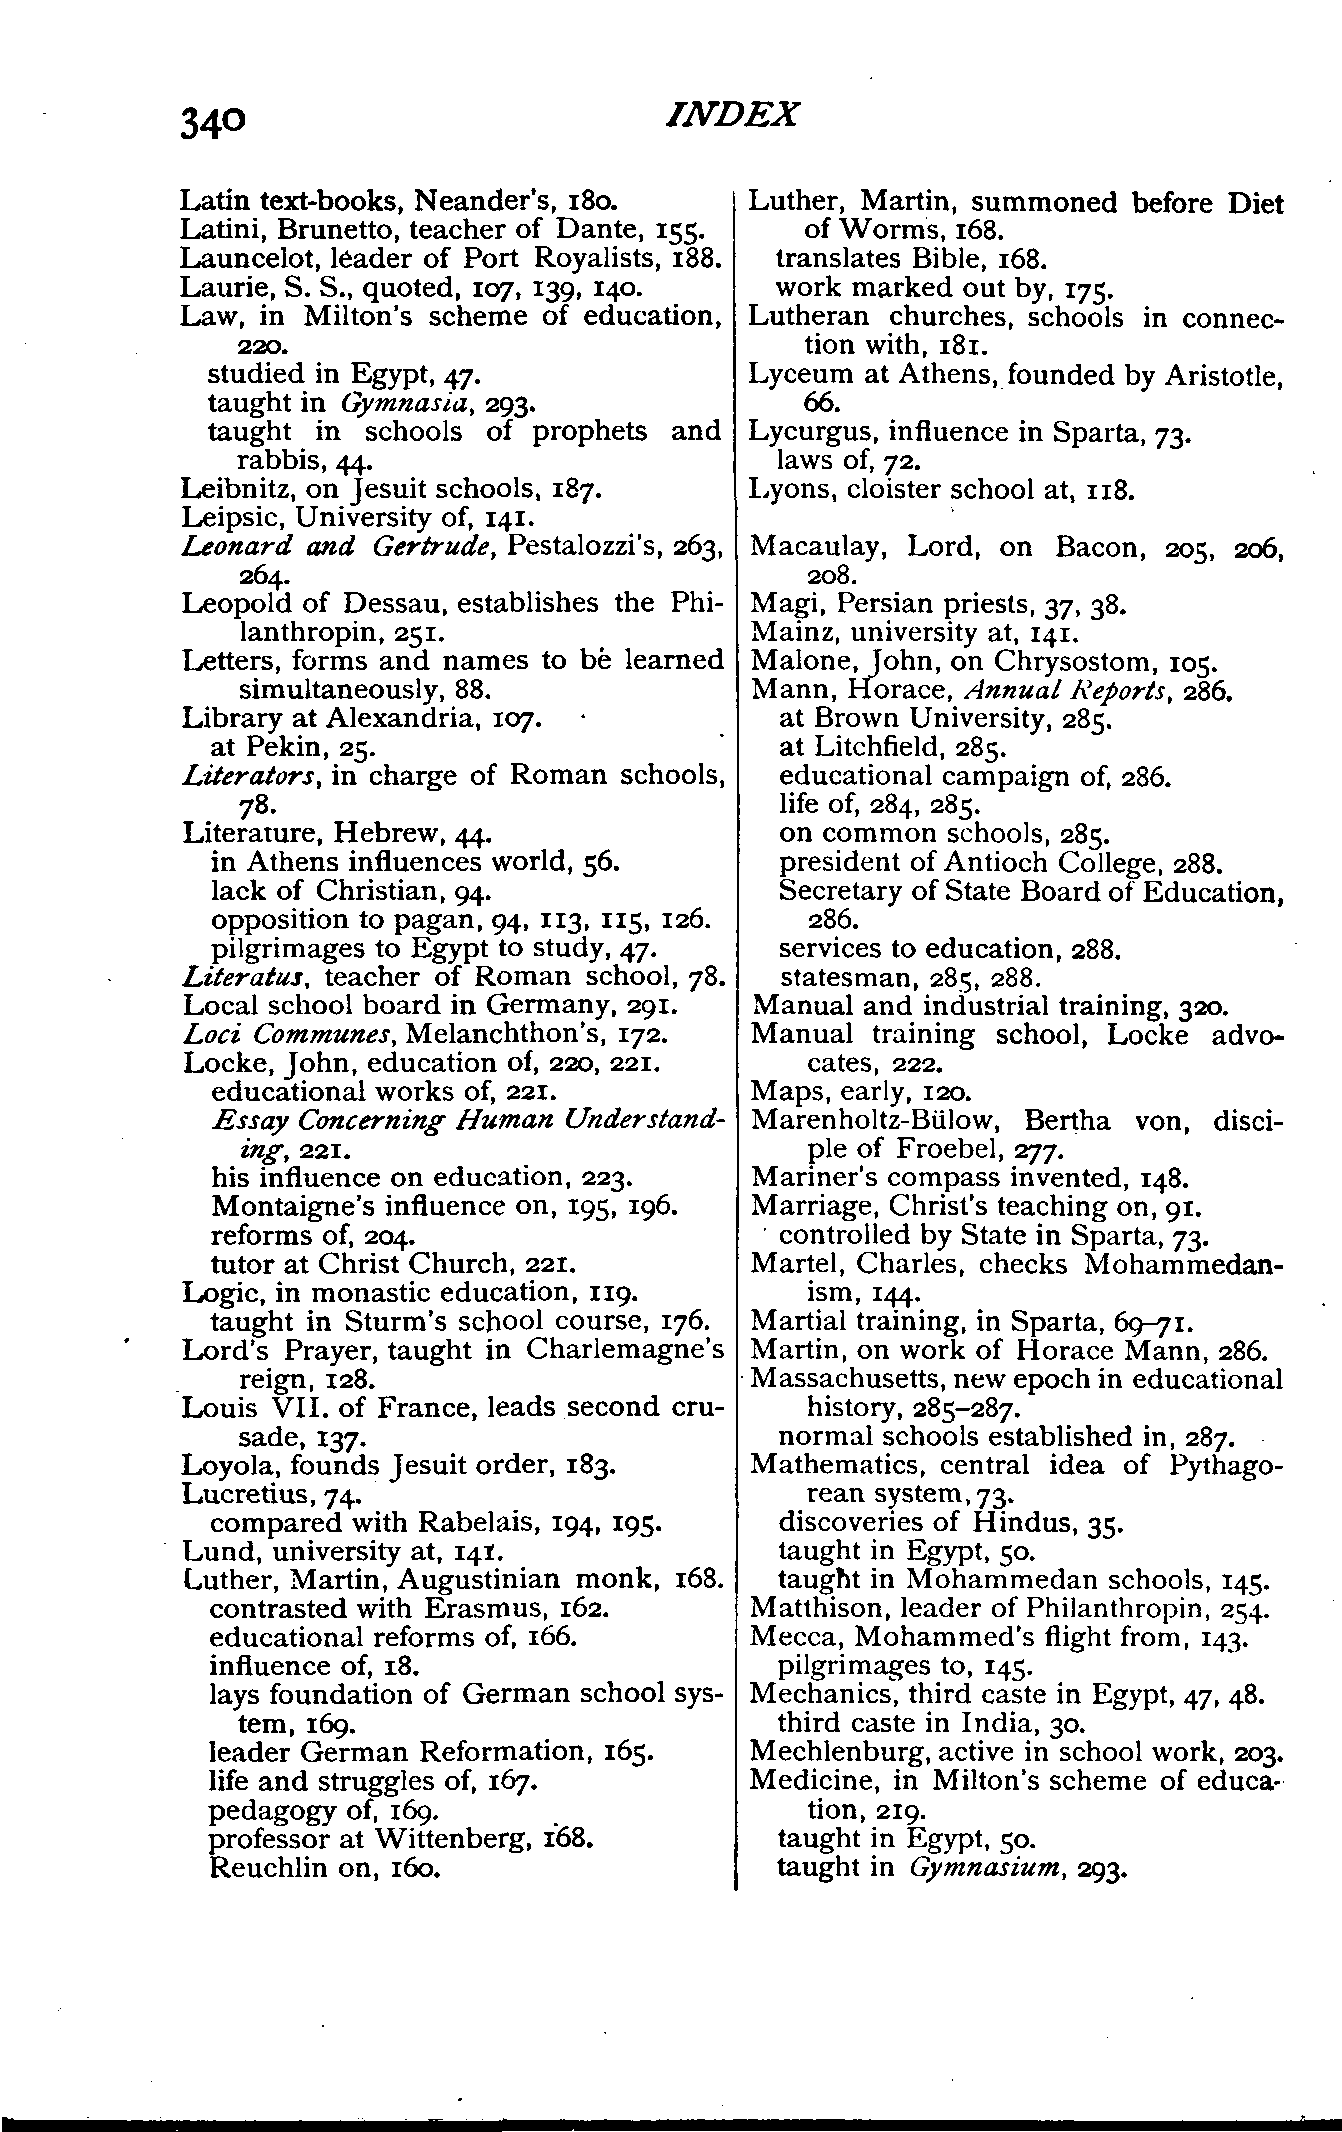 340
INDEX
Latin text-books, Neander's, 180.
Latini, Brunetto, teacher of Dante, 155.
Launcelot, leader of Port Royalists, 188.
Laurie, S. S., quoted, 107, 139, 140.
Law, in Milton's scheme of education,
220.
studied in Egypt, 47.
taught in Gymnasia, 293.
taught in schools of prophets and
rabbis, 44.
Leibnitz, on Jesuit schools, 187.
Leipsic, University of, 141.
Leonard and Gertrude, Pestalozzi's, 263,
264.
Leopold of Dessau, establishes the Phi-
lanthropin, 251.
Letters, forms and names to be learned
simultaneously, 88.
Library at Alexandria, 107.
at Pekin, 25.
Literators, in charge of Roman schools,
78.
Literature, Hebrew, 44.
in Athens influences world, 56.
lack of Christian, 94.
opposition to pagan, 94, 113, 115, 126.
pilgrimages to Egypt to study, 47.
Literatus, teacher of Roman school, 78.
Local school board in Germany, 291.
Loci Communes, Melanchthon's, 172.
Locke, John, education of, 220, 221.
educational works of, 221.
Essay Concerning Human Understand-
ing, 221.
his influence on education, 223.
Montaigne's influence on, 195, 196.
reforms of, 204.
tutor at Christ Church, 221.
Logic, in monastic education, 119.
taught in Sturm's school course, 176.
Lord's Prayer, taught in Charlemagne's
reign, 128.
Louis VII. of France, leads second cru-
sade, 137.
Loyola, founds Jesuit order, 183.
Lucretius, 74.
compared with Rabelais, 194, 195.
Lund, university at, 141.
Luther, Martin, Augustinian monk, 168.
contrasted with Erasmus, 162.
educational reforms of, 166.
influence of, 18.
lays foundation of German school sys-
tem, 169.
leader German Reformation, 165.
life and struggles of, 167.
pedagogy of, 169.
professor at Wittenberg, 168.
Reuchlin on, 160.
Luther, Martin, summoned before Diet
of Worms, 168.
translates Bible, 168.
work marked out by, 175.
Lutheran churches, schools in connec-
tion with, 181.
Lyceum at Athens, founded by Aristotle,
66.
Lycurgus, influence in Sparta, 73.
laws of, 72.
Lyons, cloister school at, 118.
Macaulay, Lord, on Bacon, 205, 206,
208.
Magi, Persian priests, 37, 38.
Mainz, university at, 141.
Malone, John, on Chrysostom, 105.
Mann, Horace, Annual Reports, 286.
at Brown University, 285.
at Litchfield, 285.
educational campaign of, 286.
life of, 284, 285.
on common schools, 285.
president of Antioch College, 288.
Secretary of State Board of Education,
286.
services to education, 288.
statesman, 285, 288.
Manual and industrial training, 320.
Manual training school, Locke advo-
cates, 222.
Maps, early, 120.
Marenholtz-Bülow, Bertha von, disci-
ple of Froebel, 277.
Mariner's compass invented, 148.
Marriage, Christ's teaching on, 91.
controlled by State in Sparta, 73.
Martel, Charles, checks Mohammedan-
ism, 144.
Martial training, in Sparta, 69–71.
Martin, on work of Horace Mann, 286.
Massachusetts, new epoch in educational
history, 285–287.
normal schools established in, 287.
Mathematics, central idea of Pythago-
rean system, 73.
discoveries of Hindus, 35.
taught in Egypt, 50.
taught in Mohammedan schools, 145.
Matthison, leader of Philanthropin, 254.
Mecca, Mohammed's flight from, 143.
pilgrimages to, 145.
Mechanics, third caste in Egypt, 47, 48.
third caste in India, 30.
Mechlenburg, active in school work, 203.
Medicine, in Milton's scheme of educa-
tion, 219.
taught in Egypt, 50.
taught in Gymnasium, 293.